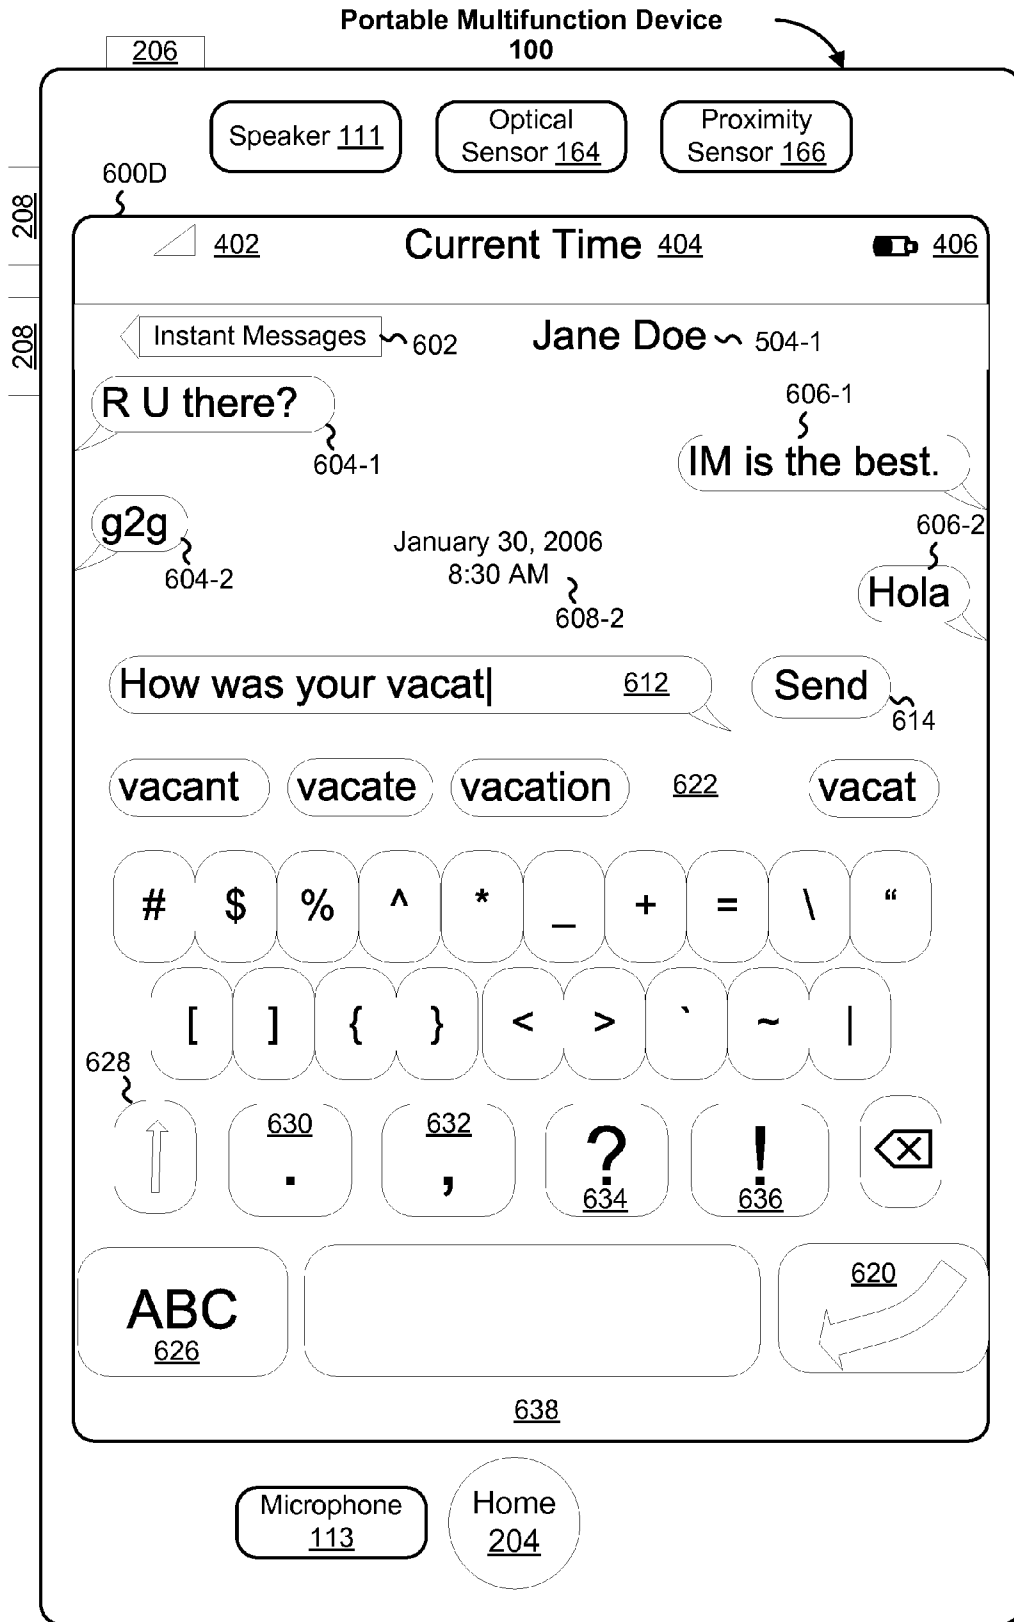 Portable Multifunction Device
100
206
Speaker 111
Optical
Sensor 164
Proximity
Sensor 166
600D
208
208
402
Current Time 404
406
Instant Messages
602
Jane Doe
504-1
R U there?
604-1
606-1
IM is the best.
g2g
604-2
January 30, 2006
8:30 AM
608-2
606-2
Hola
How was your vacat
612
Send
614
vacant
vacate
vacation
622
vacat
# $ % ^ * _ + = \ “
[ ] { } < > ` ~ |
628
630
.
632
,
?
634
!
636
ABC
626
620
638
Microphone
113
Home
204